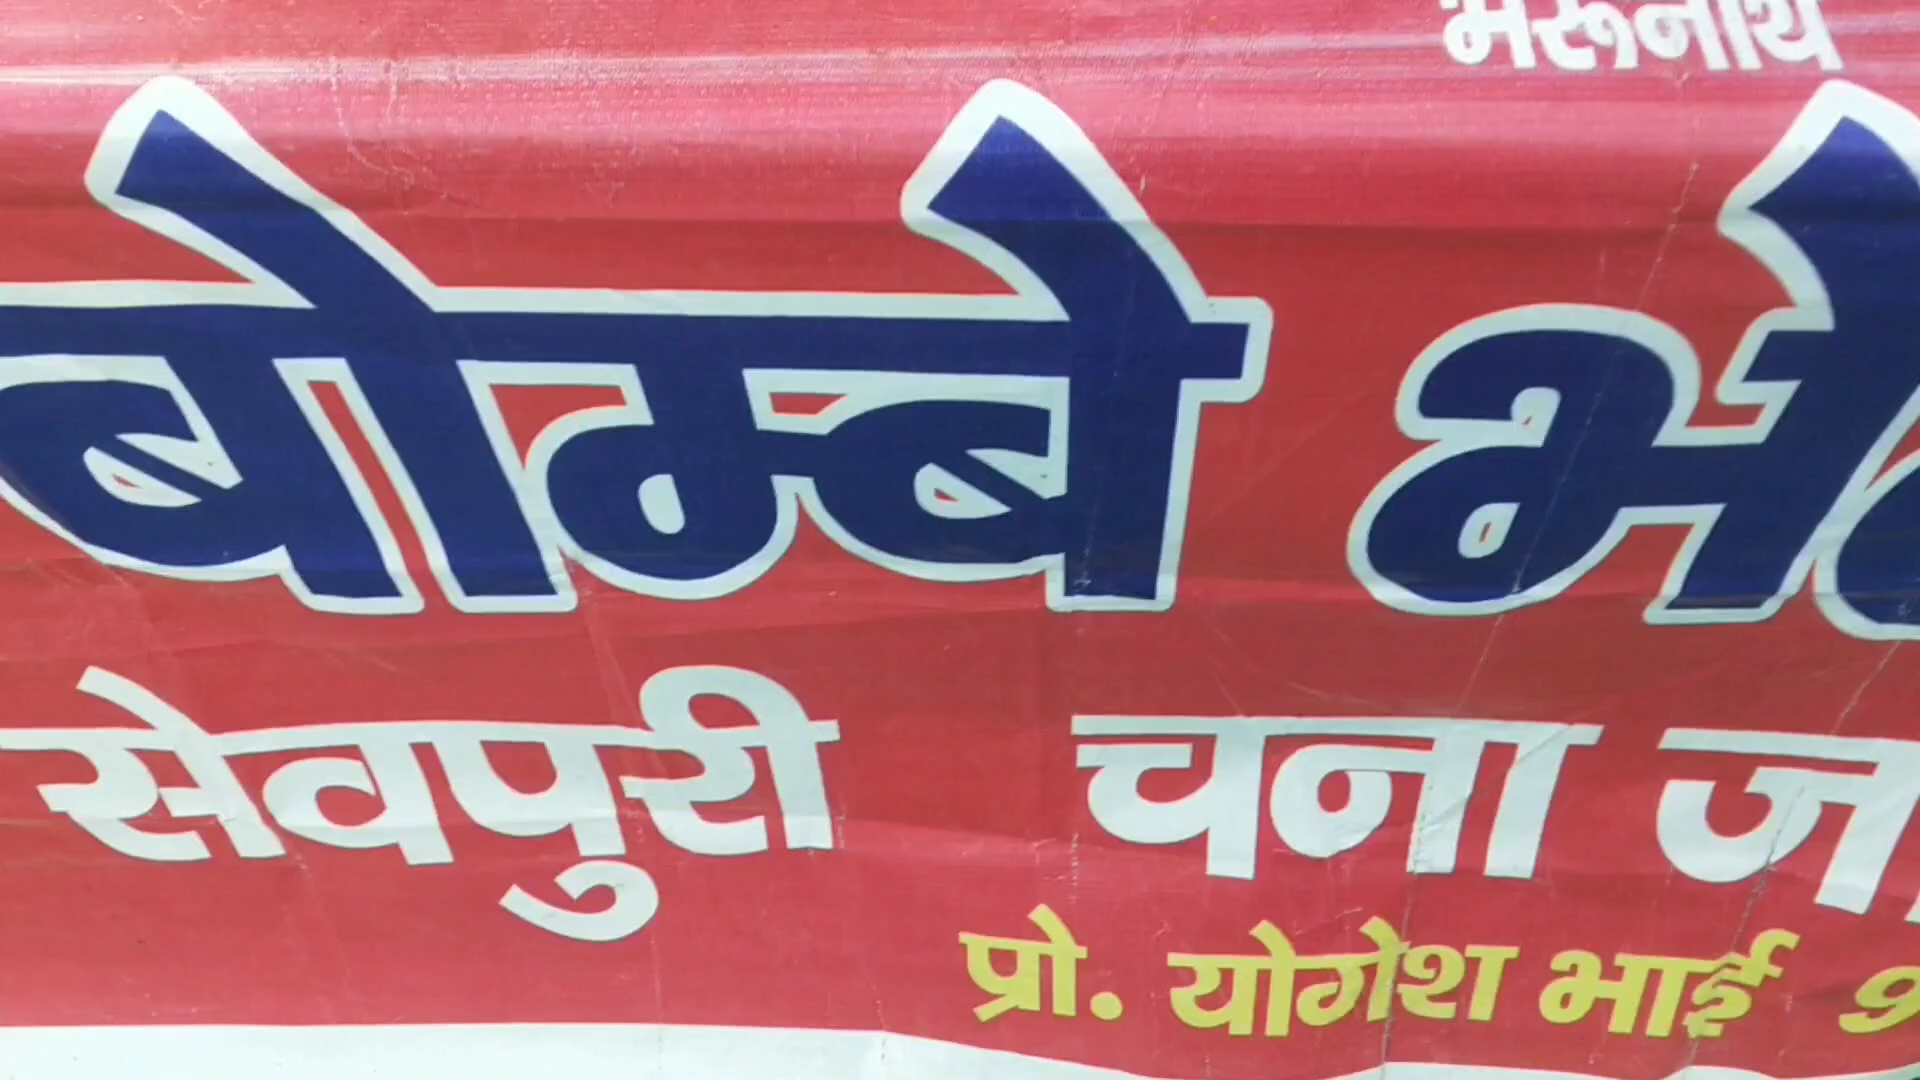 बोम्बे
सेवपुरी चना
प्रो. योगेश भाई